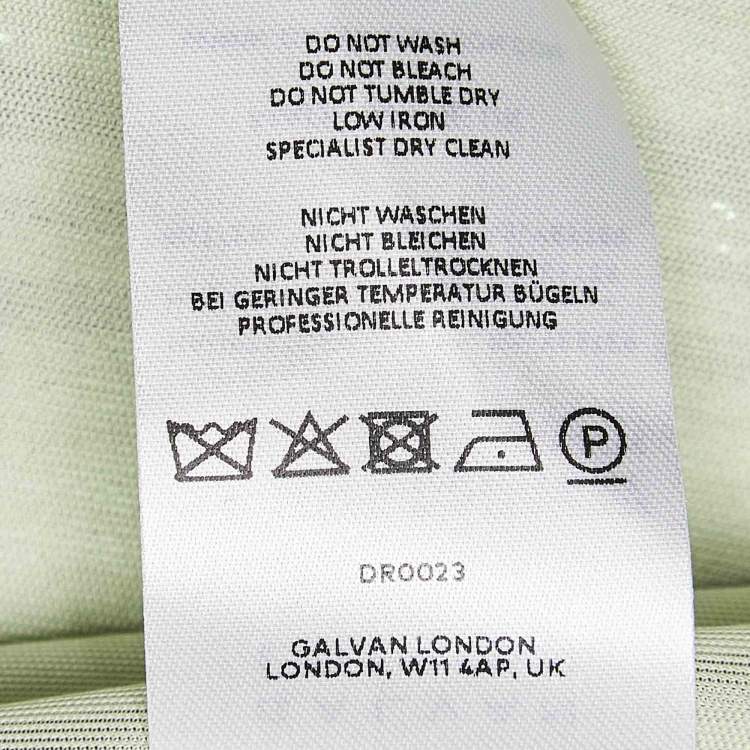 DO NOT WASH
DO NOT BLEACH
DO NOT TUMBLE DRY
LOW IRON
SPECIALIST DRY CLEAN
NICHT WASCHEN
NICHT BLEICHEN
NICHT TROLLELTROCKNEN
BEI GERINGER TEMPERATUR BÜGELN
PROFESSIONELLE REINIGUNG
P
DR0023
GALVAN LONDON
LONDON, W11 4AP, UK